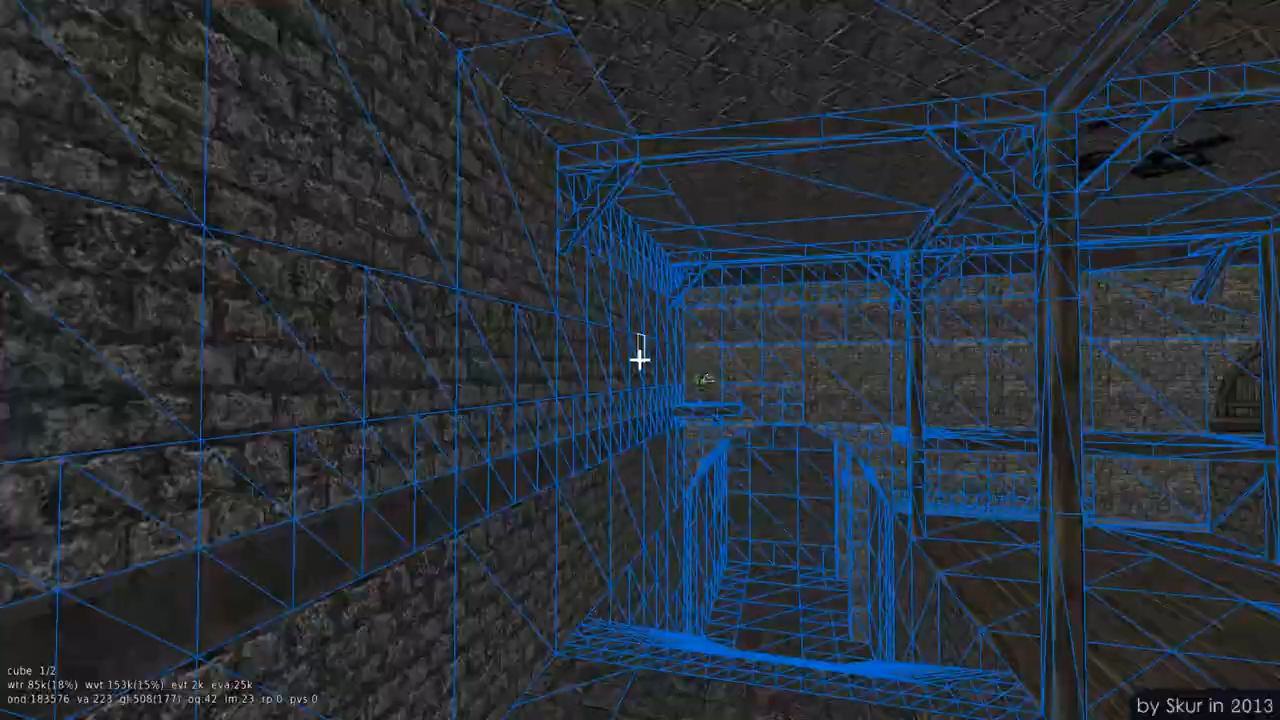 cube 1/2
wtr:85k(18%) wvt:153k(15%) evt:2k eva:25k
ond:183576 va:223 gl:508(177) oq:42 lm:23 rp:0 pvs:0
by Skur in 2013